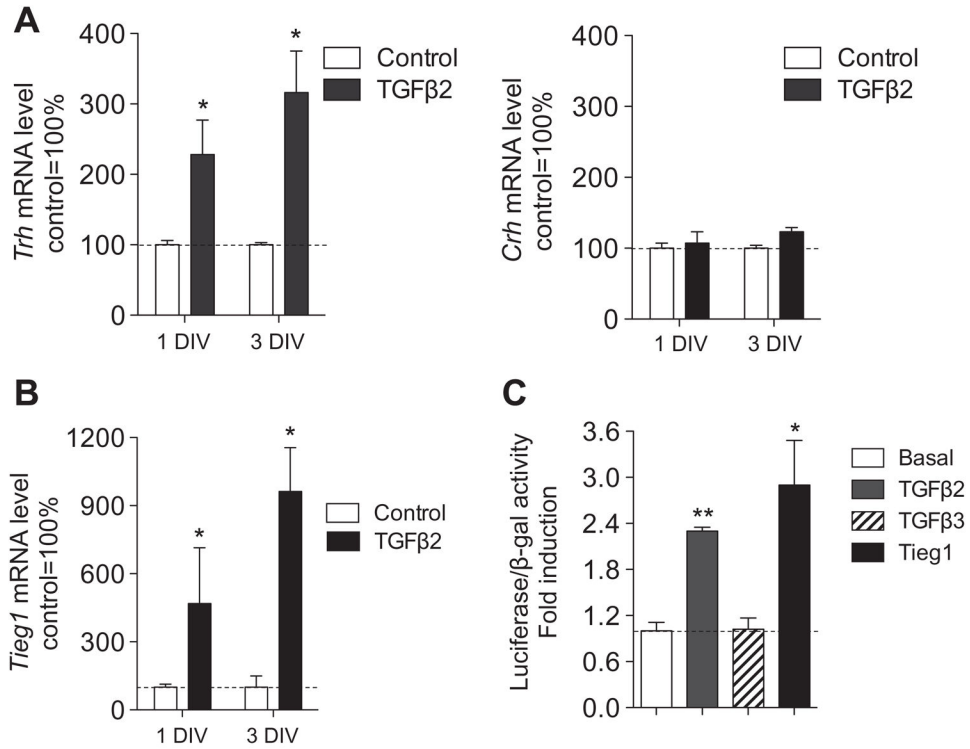 A
Trh mRNA level
control=100%
400
300
200
100
0
1 DIV
3 DIV
*
*
Control
TGFβ2
Crh mRNA level
control=100%
400
300
200
100
0
1 DIV
3 DIV
Control
TGFβ2
B
Tieg1 mRNA level
control=100%
1200
900
600
300
0
1 DIV
3 DIV
*
*
Control
TGFβ2
C
Luciferase/β-gal activity
Fold induction
3.6
3.0
2.4
1.8
1.2
0.6
0.0
**
*
Basal
TGFβ2
TGFβ3
Tieg1